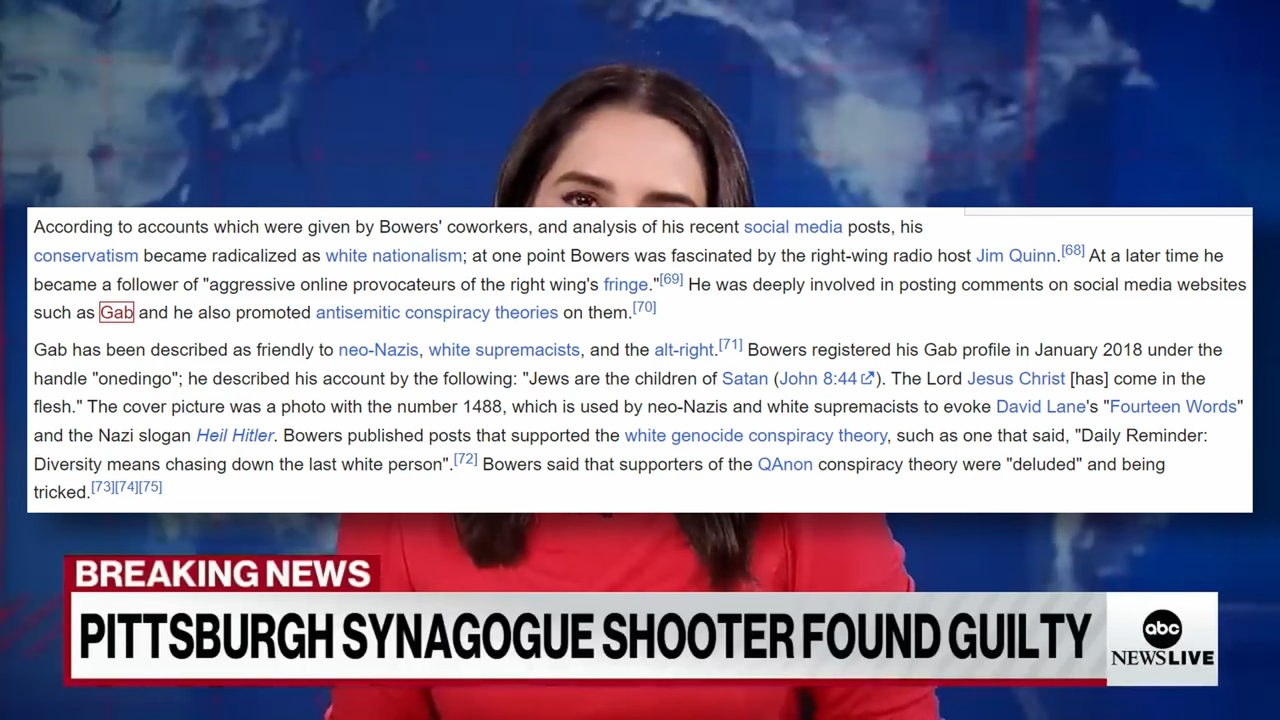 According to accounts which were given by Bowers' coworkers, and analysis of his recent social media posts, his
conservatism became radicalized as white nationalism; at one point Bowers was fascinated by the right-wing radio host Jim Quinn.[68] At a later time he
became a follower of "aggressive online provocateurs of the right wing's fringe."[69] He was deeply involved in posting comments on social media websites
such as Gab and he also promoted antisemitic conspiracy theories on them.[70]
Gab has been described as friendly to neo-Nazis, white supremacists, and the alt-right.[71] Bowers registered his Gab profile in January 2018 under the
handle "onedingo"; he described his account by the following: "Jews are the children of Satan (John 8:44). The Lord Jesus Christ [has] come in the
flesh." The cover picture was a photo with the number 1488, which is used by neo-Nazis and white supremacists to evoke David Lane's "Fourteen Words"
and the Nazi slogan Heil Hitler. Bowers published posts that supported the white genocide conspiracy theory, such as one that said, "Daily Reminder:
Diversity means chasing down the last white person".[72] Bowers said that supporters of the QAnon conspiracy theory were "deluded" and being
tricked.[73][74][75]
BREAKING NEWS
PITTSBURGH SYNAGOGUE SHOOTER FOUND GUILTY
abc
NEWS LIVE